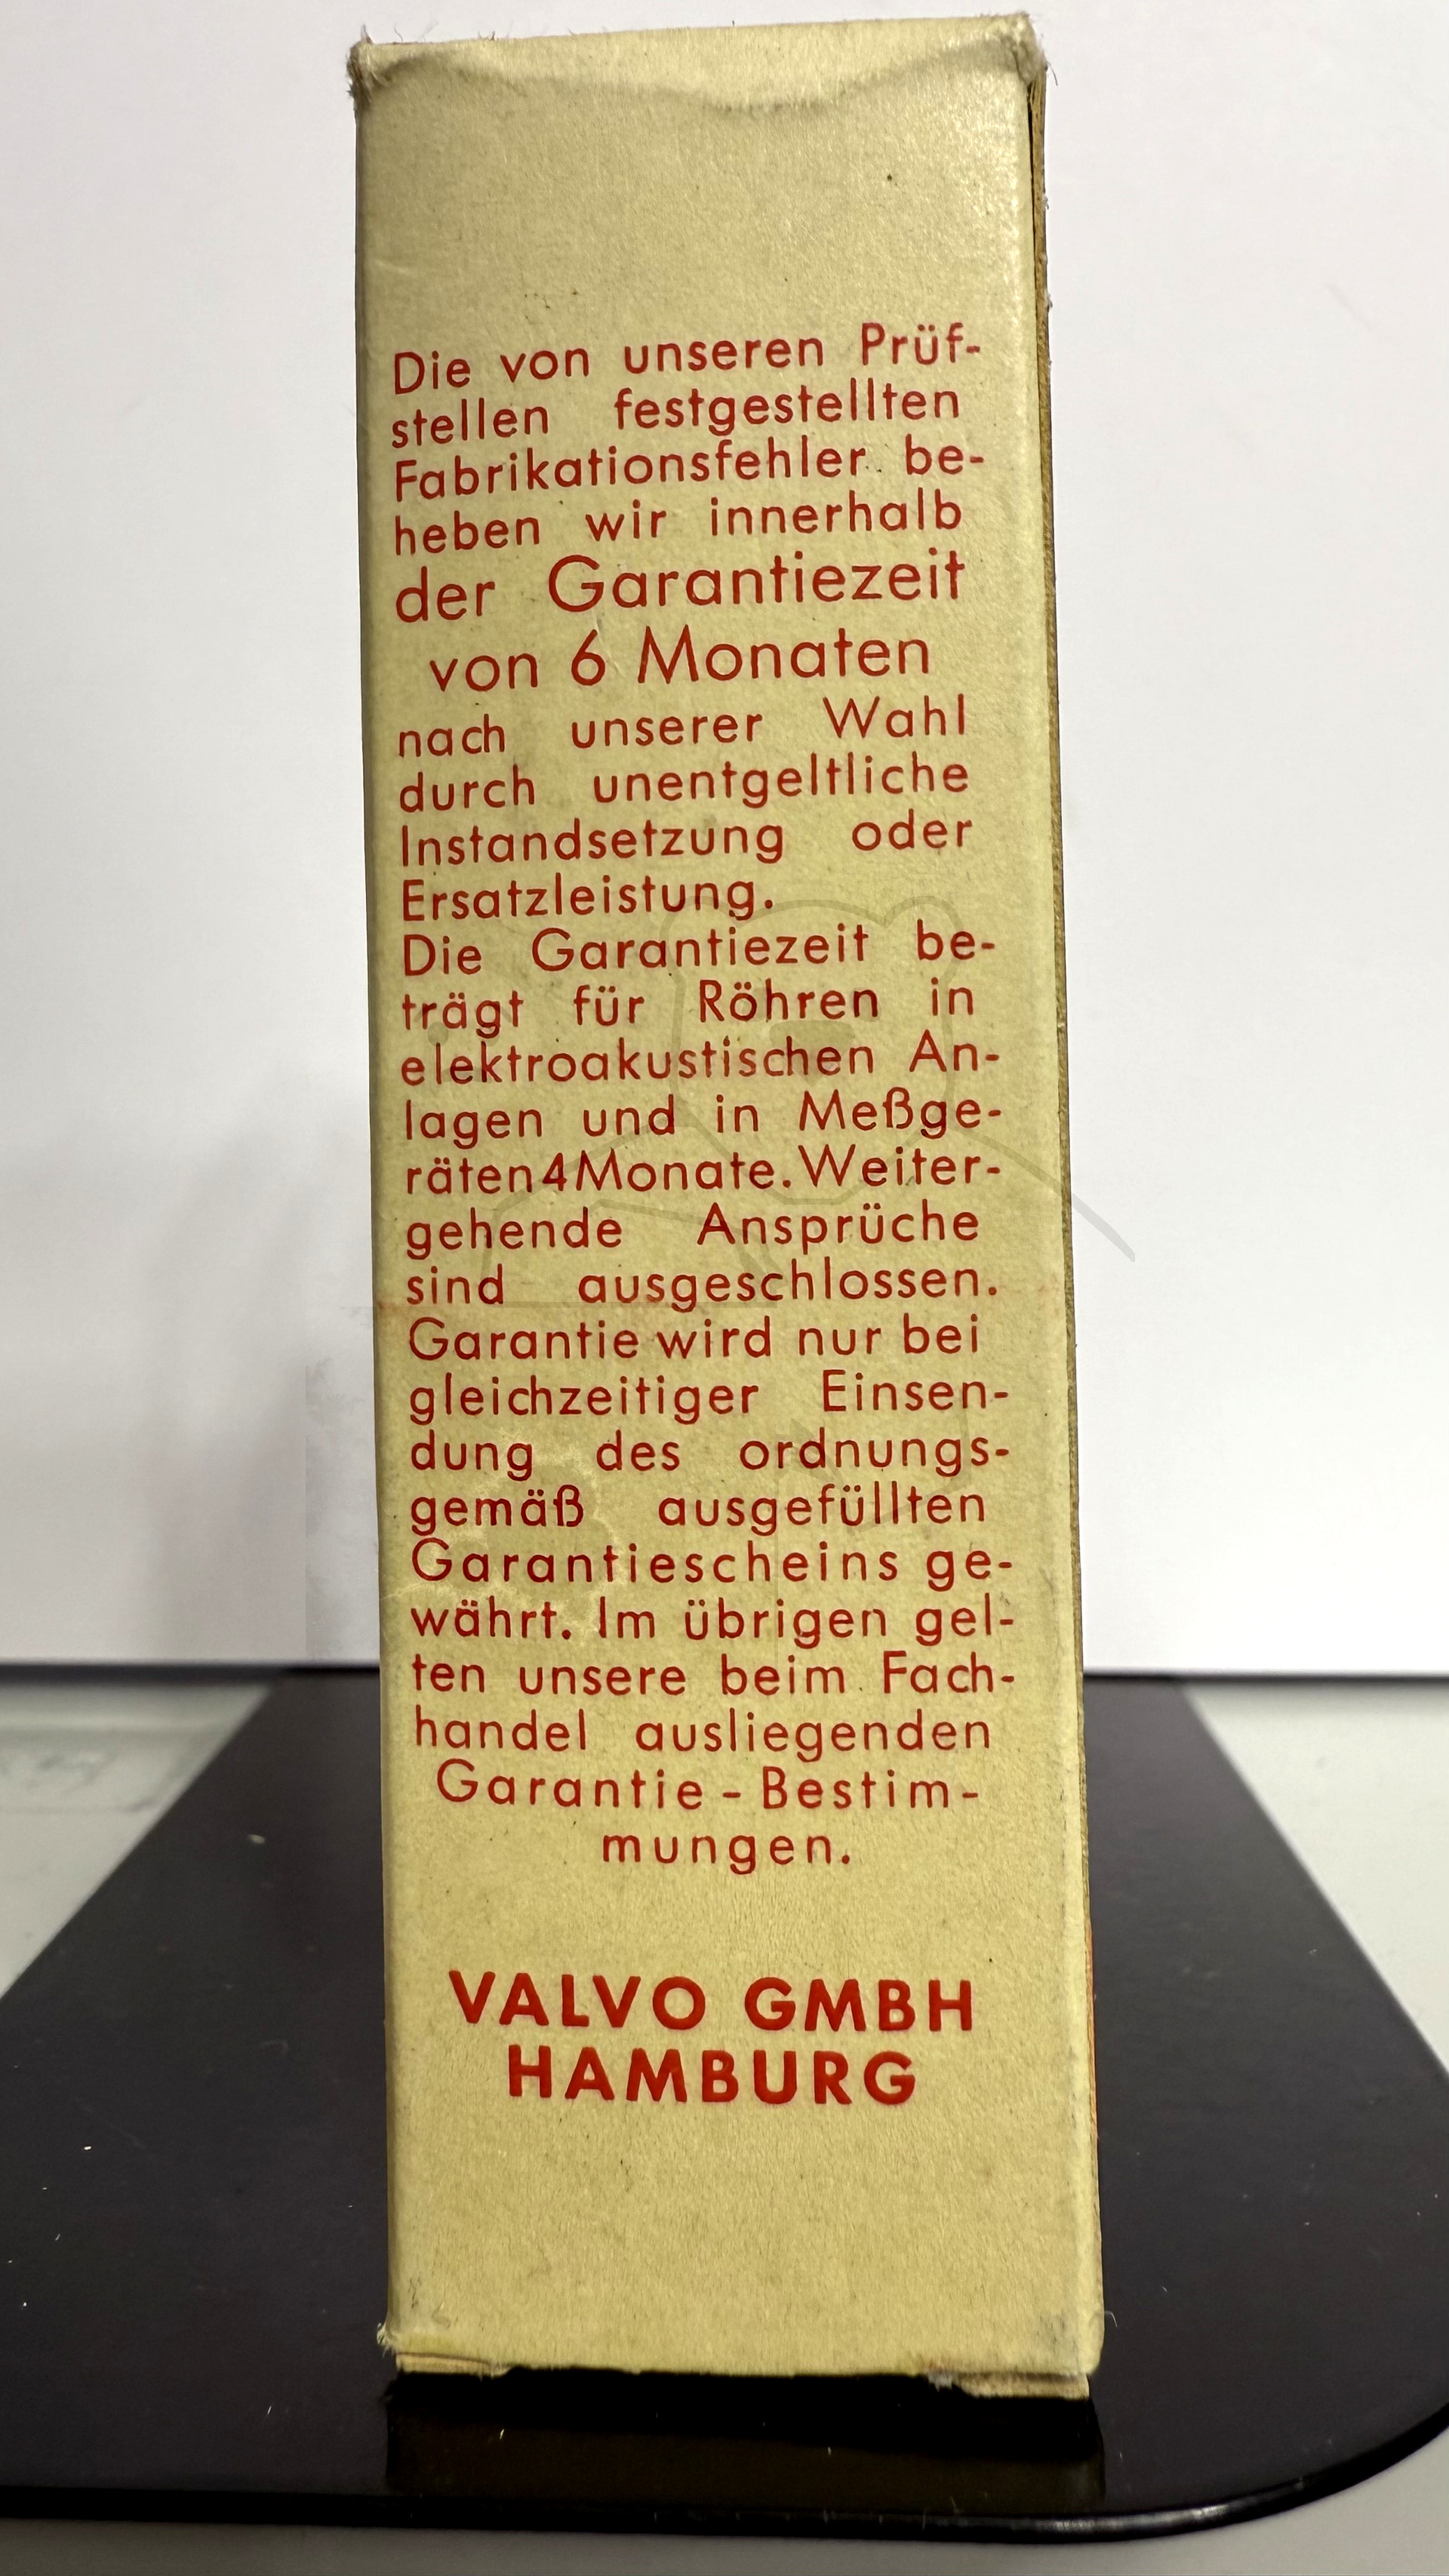 Die von unseren Prüf-
stellen festgestellten
Fabrikationsfehler be-
heben wir innerhalb
der Garantiezeit
von 6 Monaten
nach unserer Wahl
durch unentgeltliche
Instandsetzung oder
Ersatzleistung.
Die Garantiezeit be-
trägt für Röhren in
elektroakustischen An-
lagen und in Meßge-
räten 4 Monate. Weiter-
gehende Ansprüche
sind ausgeschlossen.
Garantie wird nur bei
gleichzeitiger Einsen-
dung des ordnungs-
gemäß ausgefüllten
Garantiescheins ge-
währt. Im übrigen gel-
ten unsere beim Fach-
handel ausliegenden
Garantie - Bestim-
mungen.
VALVO GMBH
HAMBURG